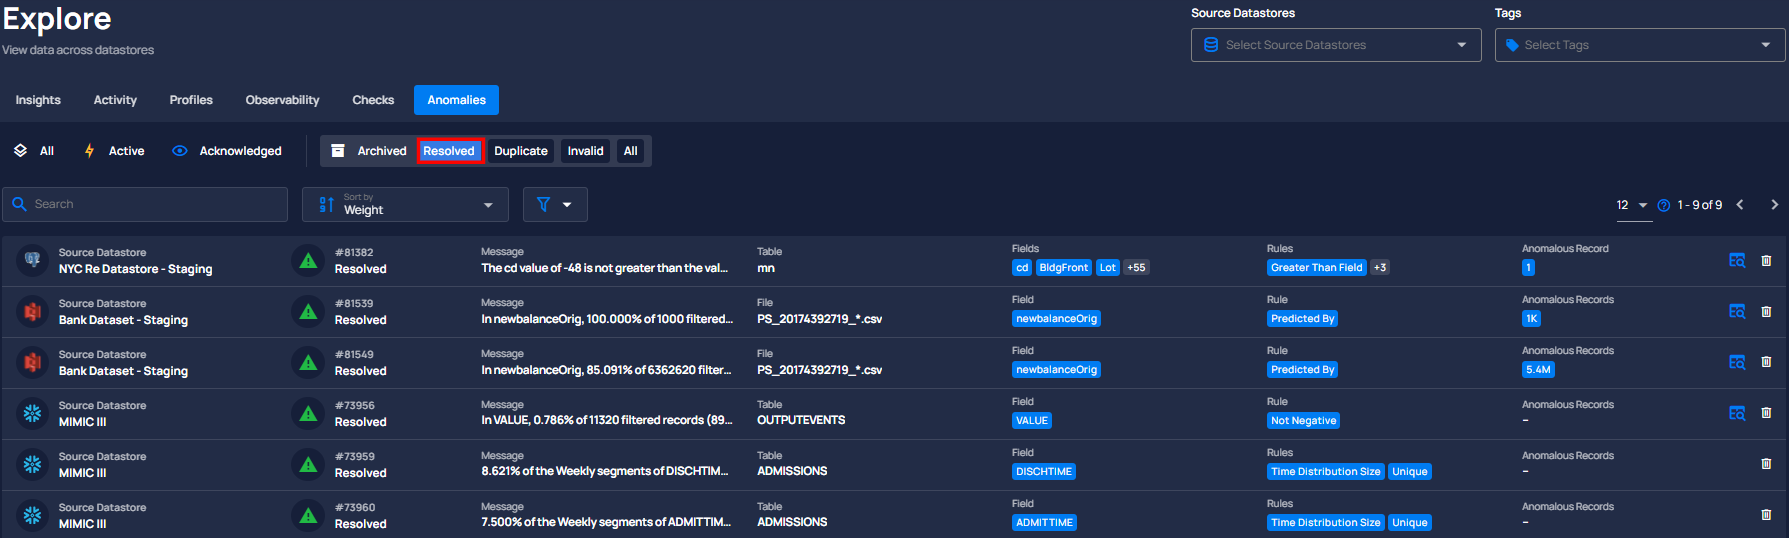 Explore
View data across datastores
Source Datastores
Select Source Datastores
Tags
Select Tags
Insights Activity Profiles Observability Checks Anomalies
All Active Acknowledged Archived Resolved Duplicate Invalid All
Search
Sort by
Weight
12 1 - 9 of 9
Source Datastore #81382 Message Table Fields Rules Anomalous Record
NYC Re Datastore - Staging Resolved The cd value of -48 is not greater than the val... mn cd BldgFront Lot +55 Greater Than Field +3 1
Source Datastore #81539 Message File Field Rule Anomalous Records
Bank Dataset - Staging Resolved In newbalanceOrig, 100.000% of 1000 filtered... PS_20174392719_*.csv newbalanceOrig Predicted By 1K
Source Datastore #81549 Message File Field Rule Anomalous Records
Bank Dataset - Staging Resolved In newbalanceOrig, 85.091% of 6362620 filter... PS_20174392719_*.csv newbalanceOrig Predicted By 5.4M
Source Datastore #73956 Message Table Field Rule Anomalous Records
MIMIC III Resolved In VALUE, 0.786% of 11320 filtered records (89... OUTPUTEVENTS VALUE Not Negative –
Source Datastore #73959 Message Table Field Rules Anomalous Records
MIMIC III Resolved 8.621% of the Weekly segments of DISCHTIM... ADMISSIONS DISCHTIME Time Distribution Size Unique –
Source Datastore #73960 Message Table Field Rules Anomalous Records
MIMIC III Resolved 7.500% of the Weekly segments of ADMITTIM... ADMISSIONS ADMITTIME Time Distribution Size Unique –